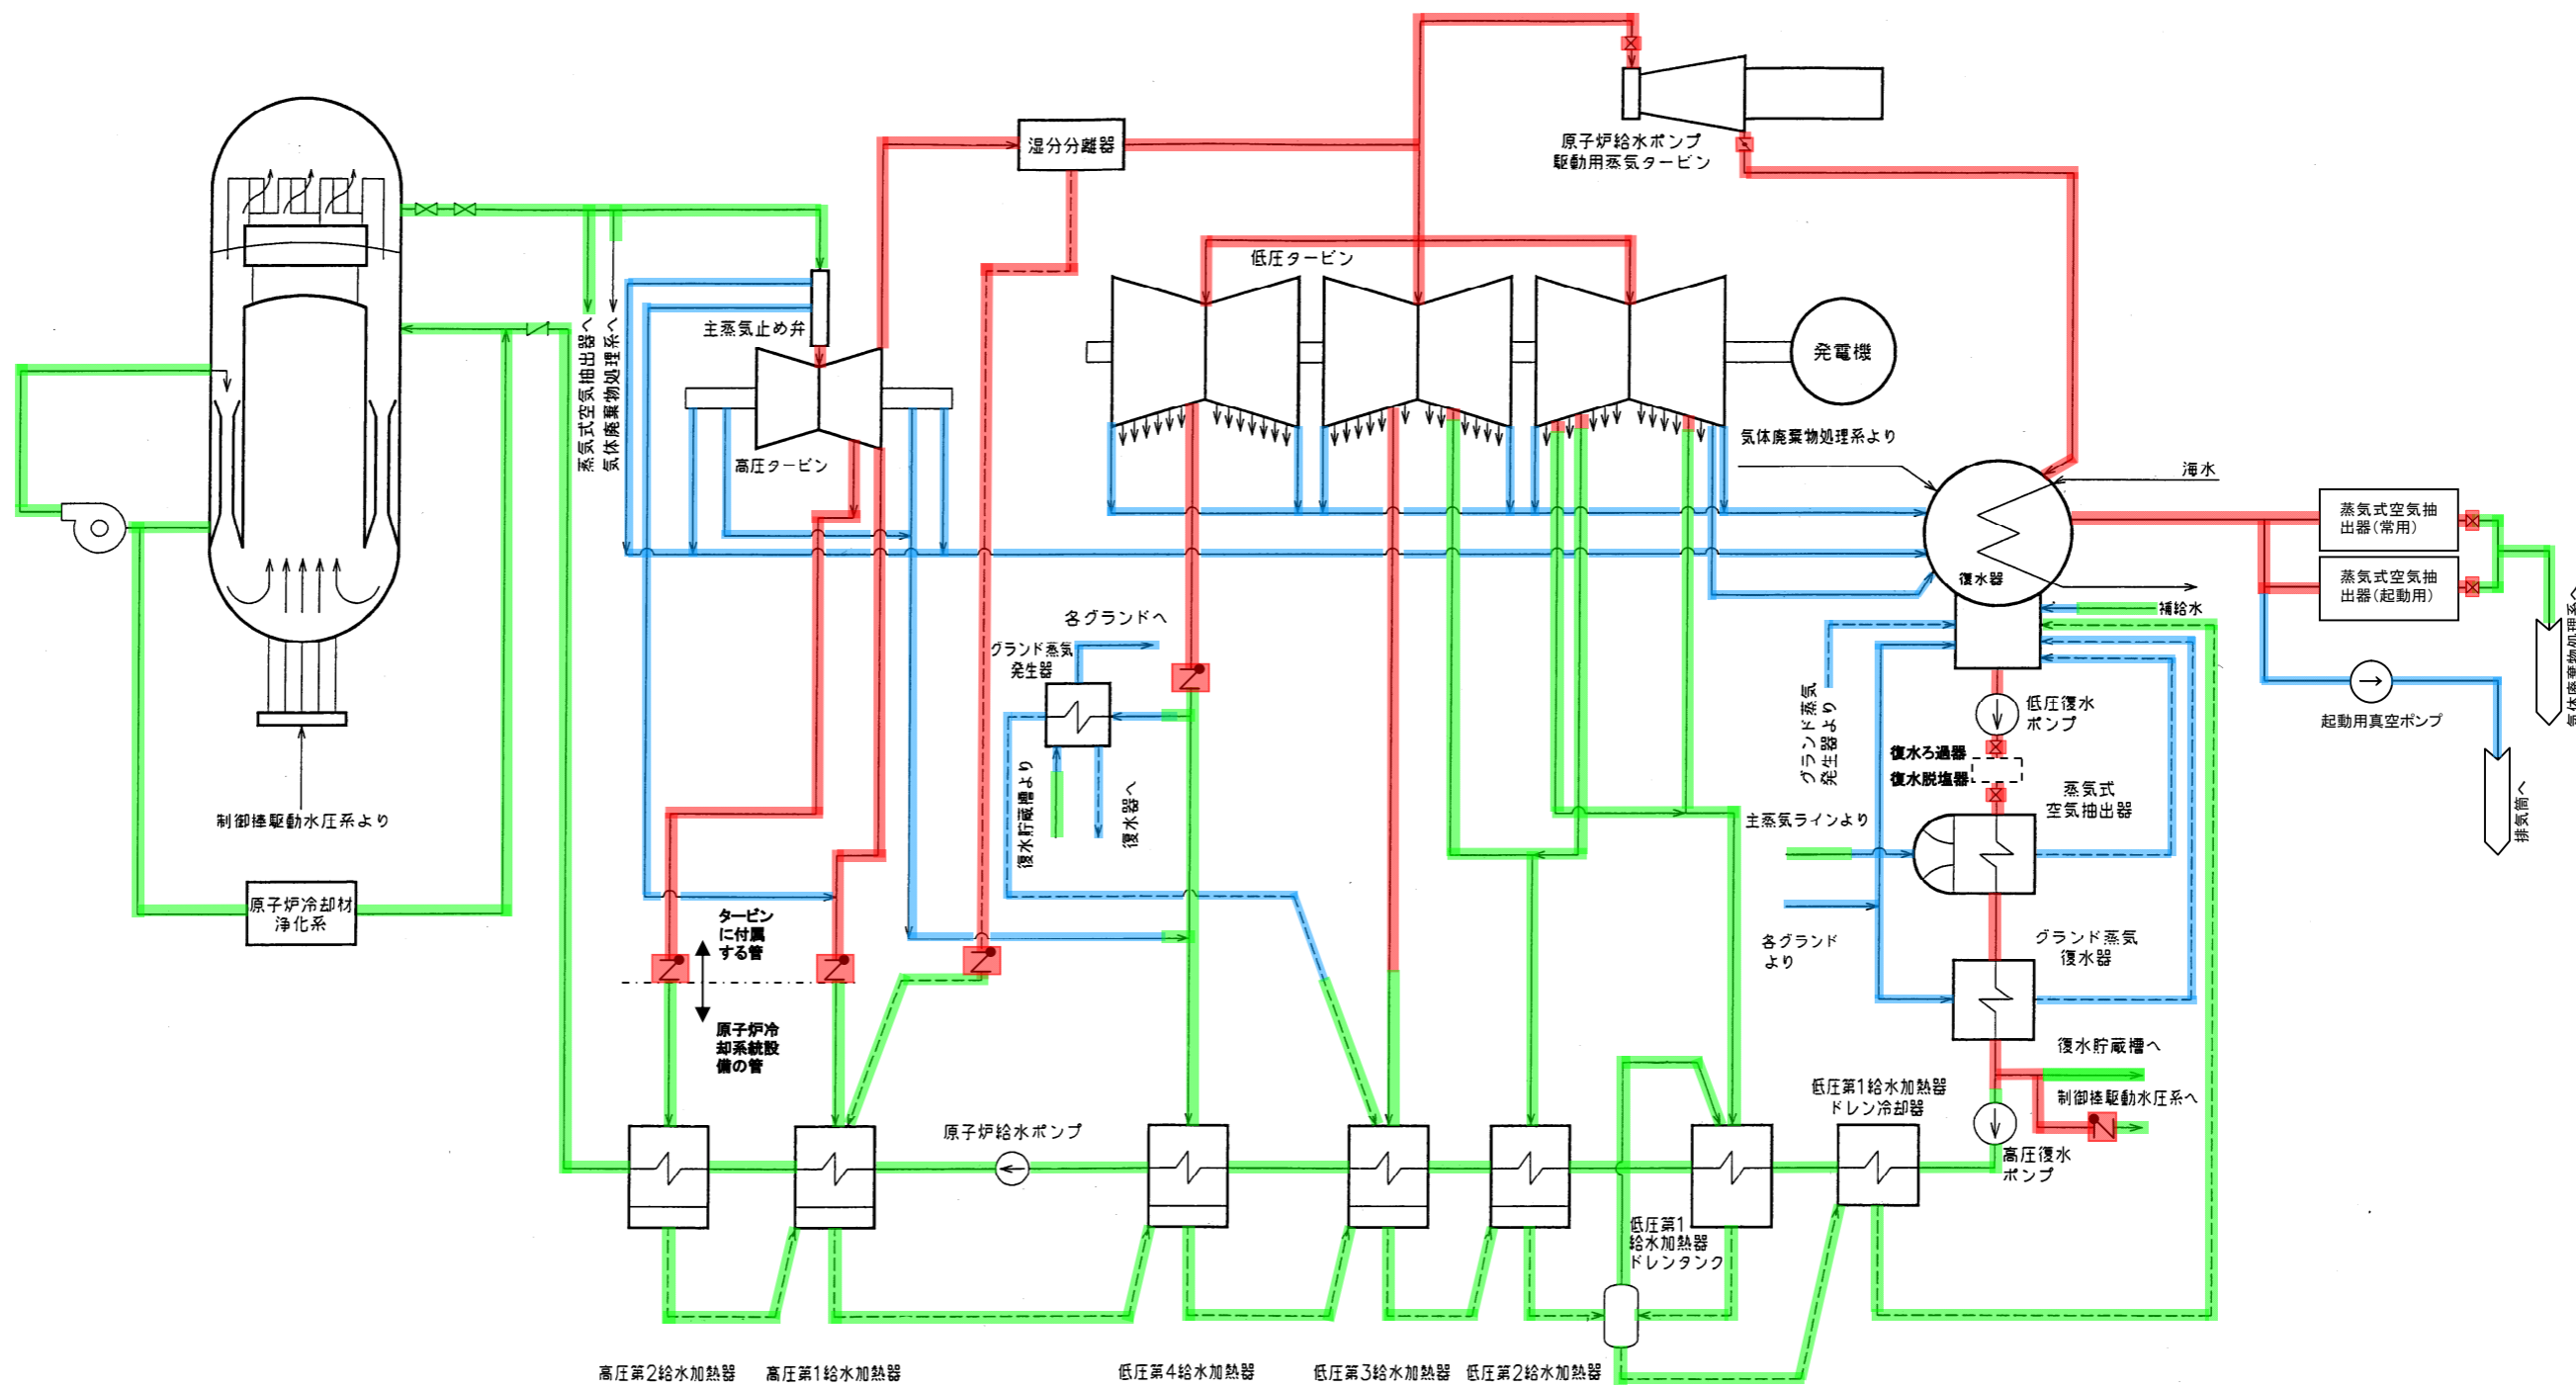 湿分分離器
原子炉給水ポンプ
駆動用蒸気タービン
低圧タービン
主蒸気止め弁
蒸気式空気抽出器へ
気体廃棄物処理系へ
発電機
高圧タービン
気体廃棄物処理系より
海水
蒸気式空気抽
出器(常用)
蒸気式空気抽
出器(起動用)
復水器
補給水
気体廃棄物処理系へ
各グランドへ
グランド蒸気
発生器
グランド蒸気
発生器より
低圧復水
ポンプ
起動用真空ポンプ
復水ろ過器
復水脱塩器
復水貯蔵槽より
復水器へ
蒸気式
空気抽出器
排気筒へ
制御棒駆動水圧系より
主蒸気ラインより
原子炉冷却材
浄化系
タービン
に付属
する管
各グランド
より
グランド蒸気
復水器
原子炉冷
却系統設
備の管
復水貯蔵槽へ
低圧第1給水加熱器
ドレン冷却器
制御棒駆動水圧系へ
原子炉給水ポンプ
高圧復水
ポンプ
低圧第1
給水加熱器
ドレンタンク
高圧第2給水加熱器
高圧第1給水加熱器
低圧第4給水加熱器
低圧第3給水加熱器
低圧第2給水加熱器